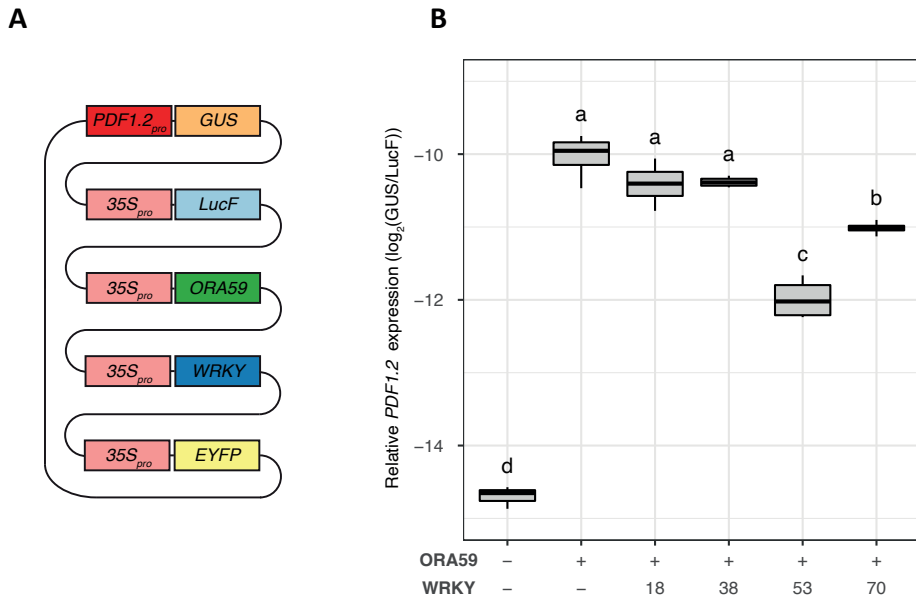 A
B
PDF1.2pro GUS
35Spro LucF
35Spro ORA59
35Spro WRKY
35Spro EYFP
Relative PDF1.2 expression (log2(GUS/LucF))
−10
−12
−14
d
a
a
a
c
b
ORA59 − + + + + +
WRKY − − 18 38 53 70